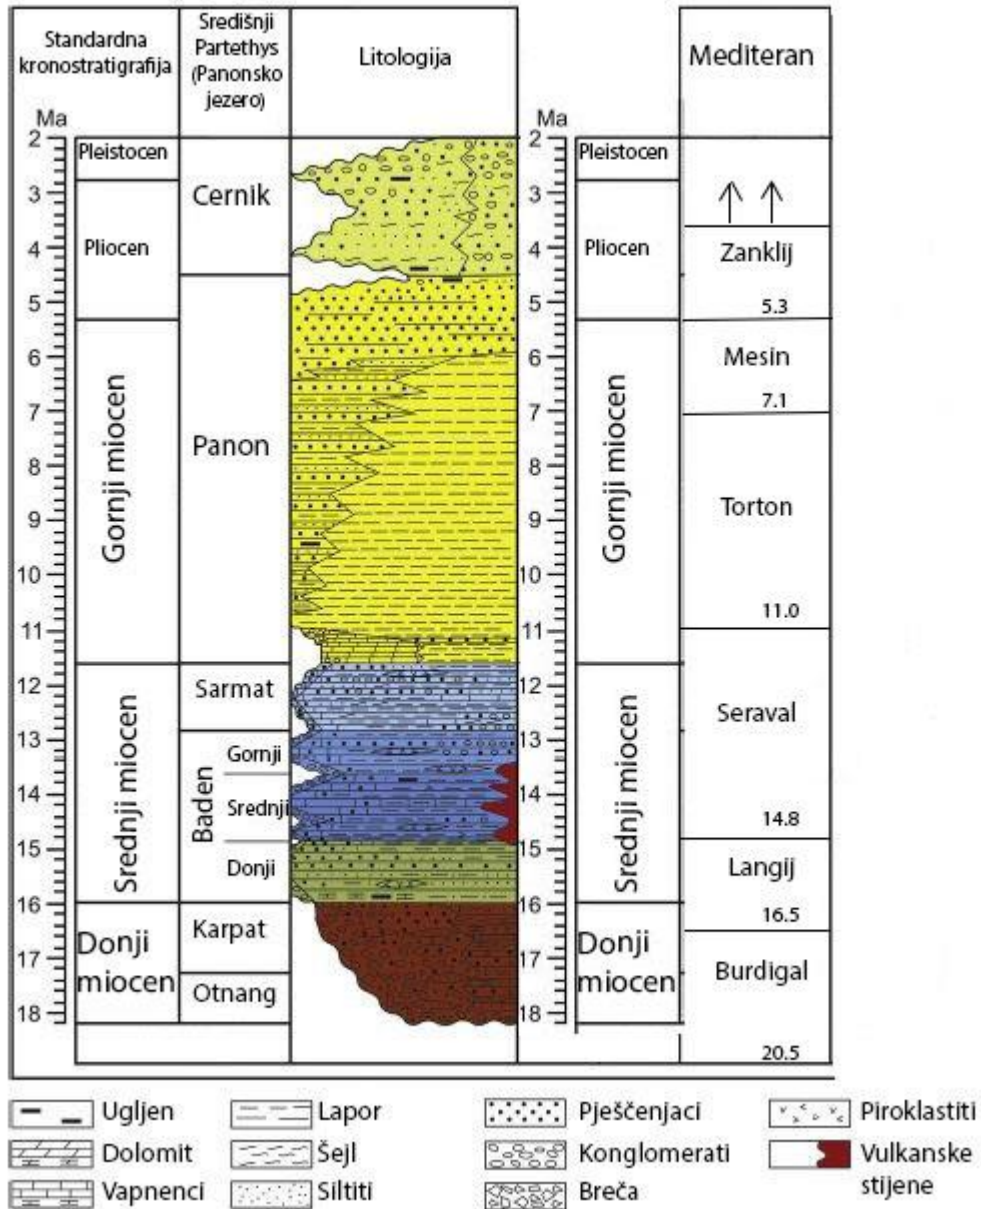 Standardna
kronostratigrafija
Središnji
Partethys
(Panonsko
jezero)
Litologija
Mediteran
Ma
2
3
4
5
6
7
8
9
10
11
12
13
14
15
16
17
18
Pleistocen
Pliocen
Gornji miocen
Srednji miocen
Donji
miocen
Cernik
Panon
Sarmat
Baden
Gornji
Srednji
Donji
Karpat
Otnang
Ma
2
3
4
5
6
7
8
9
10
11
12
13
14
15
16
17
18
Pleistocen
Pliocen
Gornji miocen
Srednji miocen
Donji
miocen
Zanklij
5.3
Mesin
7.1
Torton
11.0
Seraval
14.8
Langij
16.5
Burdigal
20.5
Ugljen
Lapor
Pješčenjaci
Piroklastiti
Dolomit
Šejl
Konglomerati
Vulkanske
stijene
Vapnenci
Siltiti
Breča